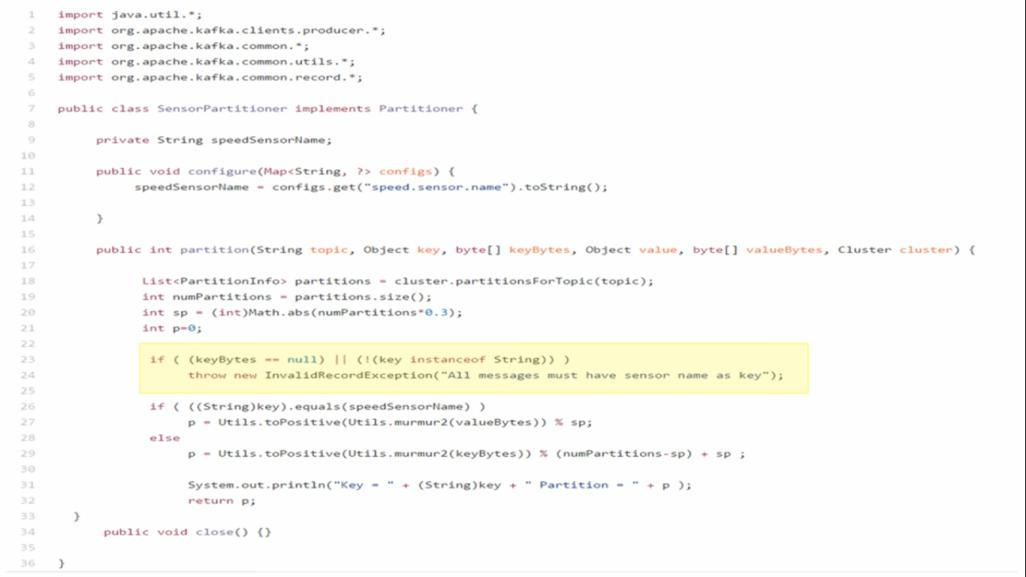 1 import java.util.*;
2 import org.apache.kafka.clients.producer.*;
3 import org.apache.kafka.common.*;
4 import org.apache.kafka.common.utils.*;
5 import org.apache.kafka.common.record.*;
6
7 public class SensorPartitioner implements Partitioner {
8
9 private String speedSensorName;
10
11 public void configure(Map<String, ?> configs) {
12 speedSensorName = configs.get("speed.sensor.name").toString();
13
14 }
15
16 public int partition(String topic, Object key, byte[] keyBytes, Object value, byte[] valueBytes, Cluster cluster) {
17
18 List<PartitionInfo> partitions = cluster.partitionsForTopic(topic);
19 int numPartitions = partitions.size();
20 int sp = (int)Math.abs(numPartitions*0.3);
21 int p=0;
22
23 if ( (keyBytes == null) || (!(key instanceof String)) )
24 throw new InvalidRecordException("All messages must have sensor name as key");
25
26 if ( ((String)key).equals(speedSensorName) )
27 p = Utils.toPositive(Utils.murmur2(valueBytes)) % sp;
28 else
29 p = Utils.toPositive(Utils.murmur2(keyBytes)) % (numPartitions-sp) + sp ;
30
31 System.out.println("Key = " + (String)key + " Partition = " + p );
32 return p;
33 }
34 public void close() {}
35
36 }